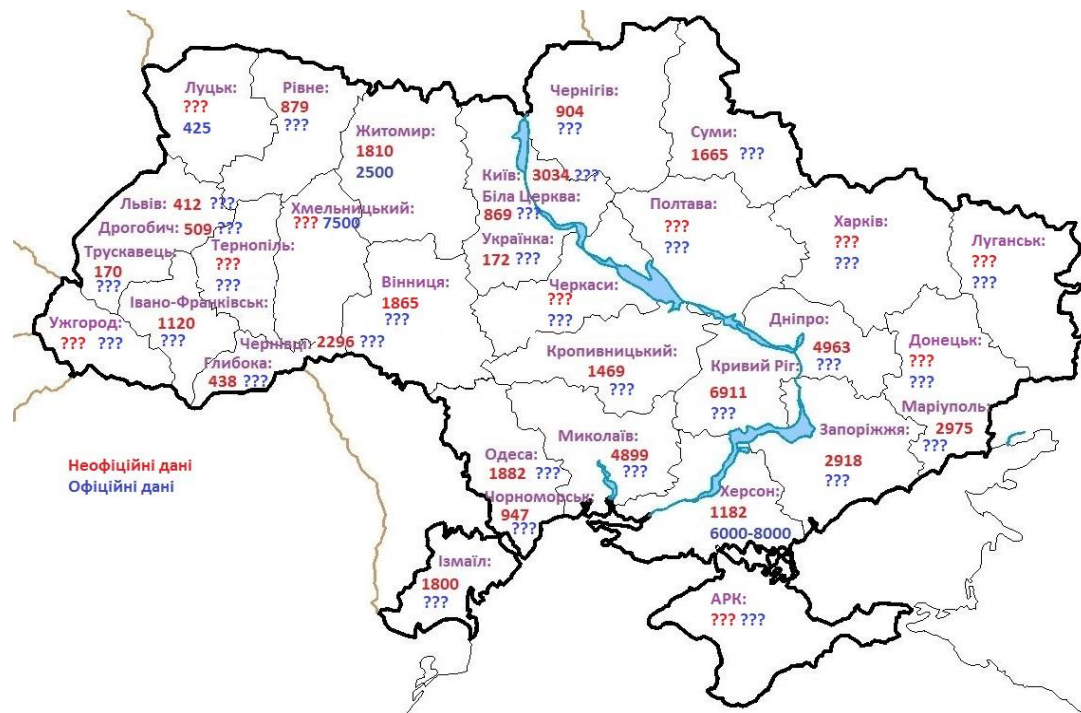 Луцьк:
???
425
Рівне:
879
???
Житомир:
1810
2500
Чернігів:
904
???
Суми:
1665 ???
Київ: 3034 ???
Біла Церква:
869 ???
Українка:
172 ???
Львів: 412 ???
Дрогобич: 509 ???
Трускавець:
170
???
Тернопіль:
???
???
Хмельницький:
??? 7500
Полтава:
???
???
Харків:
???
???
Луганськ:
???
???
Івано-Франківськ:
1120
???
Ужгород:
??? ???
Вінниця:
1865
???
Черкаси:
???
???
Чернівці: 2296 ???
Глибока:
438 ???
Кропивницький:
1469
???
Дніпро:
4963
???
Кривий Ріг:
6911
???
Донецьк:
???
???
Маріуполь:
2975
???
Запоріжжя:
2918
???
Миколаїв:
4899
???
Одеса:
1882 ???
Чорноморськ:
947
???
Херсон:
1182
6000-8000
Ізмаїл:
1800
???
АРК:
??? ???
Неофіційні дані
Офіційні дані